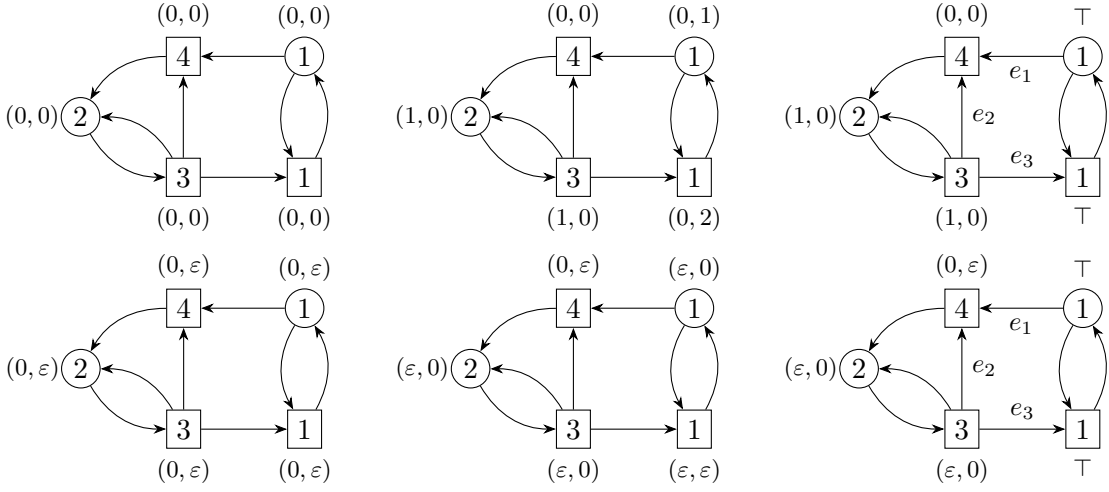 (0, 0) (0, 0) (0, 0) (0, 1) (0, 0) ⊤
4 1 4 1 4 1
e₁
(0, 0) 2 (1, 0) 2 (1, 0) 2 e₂
e₃
3 1 3 1 3 1
(0, 0) (0, 0) (1, 0) (0, 2) (1, 0) ⊤
(0, ε) (0, ε) (0, ε) (ε, 0) (0, ε) ⊤
4 1 4 1 4 1
e₁
(0, ε) 2 (ε, 0) 2 (ε, 0) 2 e₂
e₃
3 1 3 1 3 1
(0, ε) (0, ε) (ε, 0) (ε, ε) (ε, 0) ⊤